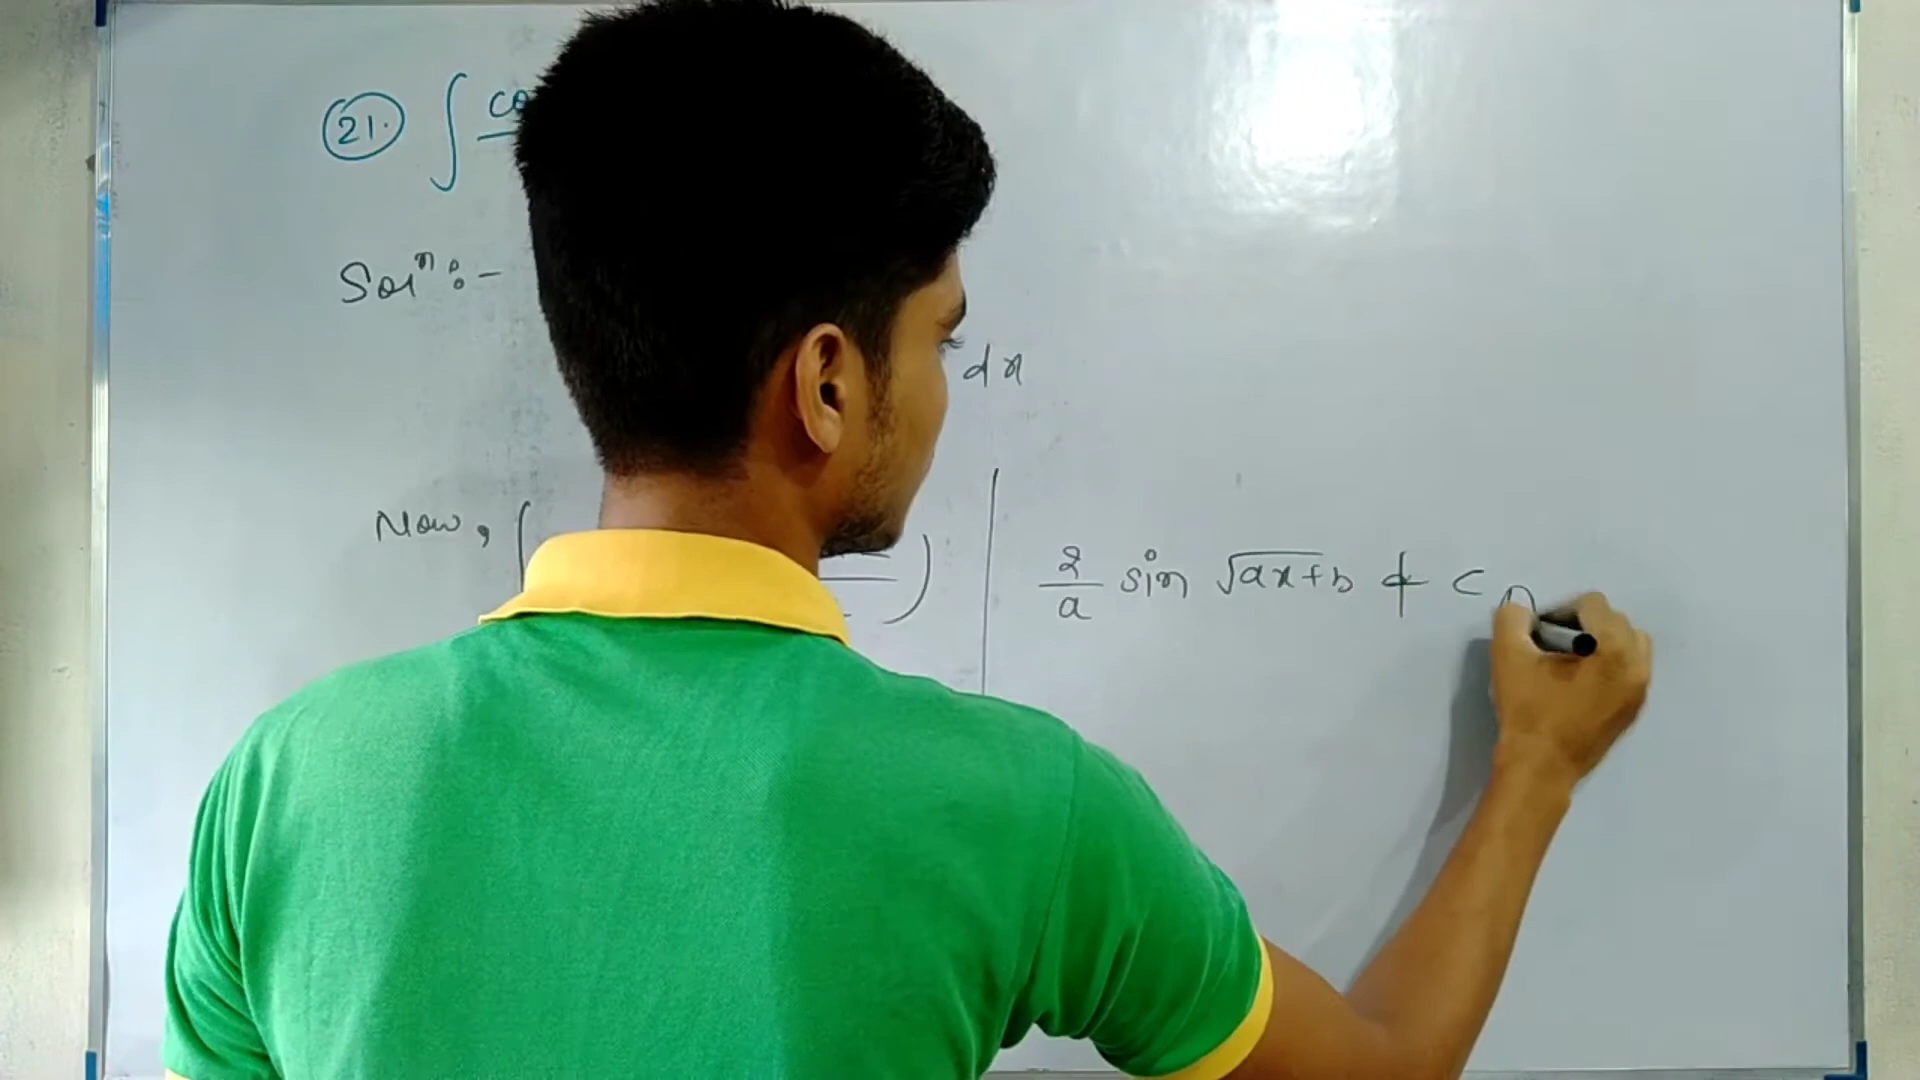 21. ∫ co
Solⁿ :-
dx
Now, (
) | 2/a sin √ax+b + c